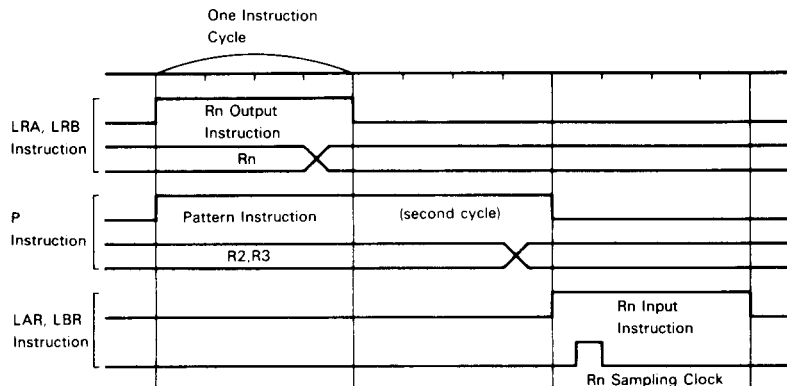 One Instruction
Cycle
LRA, LRB
Instruction
Rn Output
Instruction
Rn
P
Instruction
Pattern Instruction
(second cycle)
R2,R3
LAR, LBR
Instruction
Rn Input
Instruction
Rn Sampling Clock